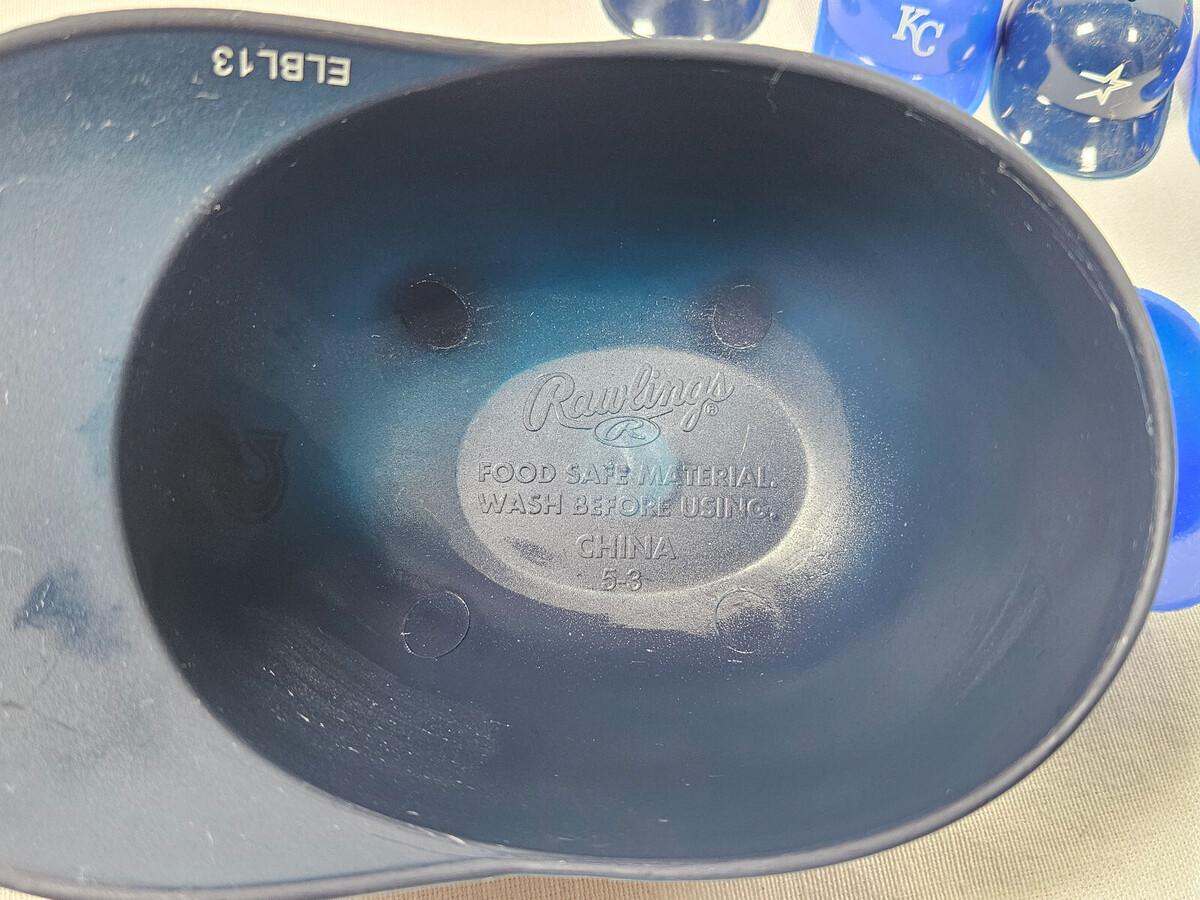 ELBL13
KC
Rawlings®
R
FOOD SAFE MATERIAL.
WASH BEFORE USING.
CHINA
5-3